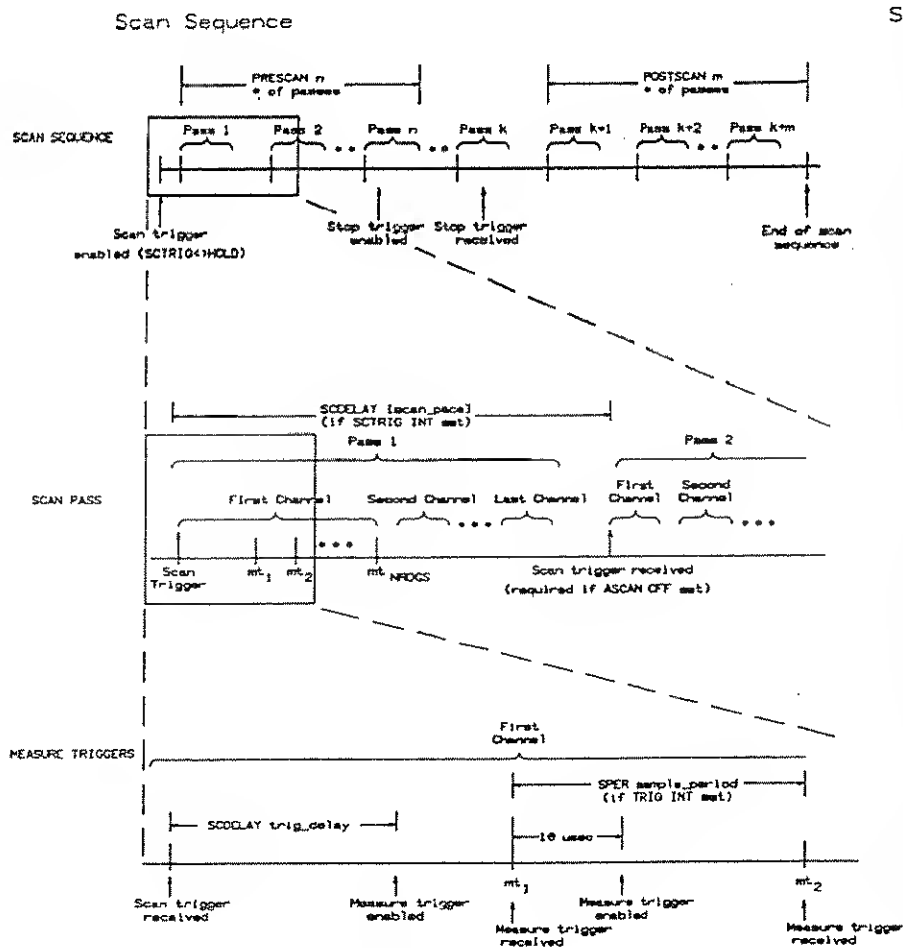 Scan Sequence
S
PRESCAN n
# of passes
POSTSCAN m
# of passes
SCAN SEQUENCE
Pass 1
Pass 2
Pass n
Pass k
Pass k+1
Pass k+2
Pass k+m
Scan trigger
enabled (SCTRIG<>HOLD)
Stop trigger
enabled
Stop trigger
received
End of scan
sequence
SCDELAY [scan_pace]
(if SCTRIG INT set)
Pass 1
Pass 2
SCAN PASS
First Channel
Second Channel
Last Channel
First
Channel
Second
Channel
Scan
Trigger
mt1
mt2
mt NRDGS
Scan trigger received
(required if ASCAN OFF set)
First
Channel
MEASURE TRIGGERS
SPER sample_period
(if TRIG INT set)
SCDELAY trig_delay
10 usec
mt1
mt2
Scan trigger
received
Measure trigger
enabled
Measure trigger
received
Measure trigger
enabled
Measure trigger
received